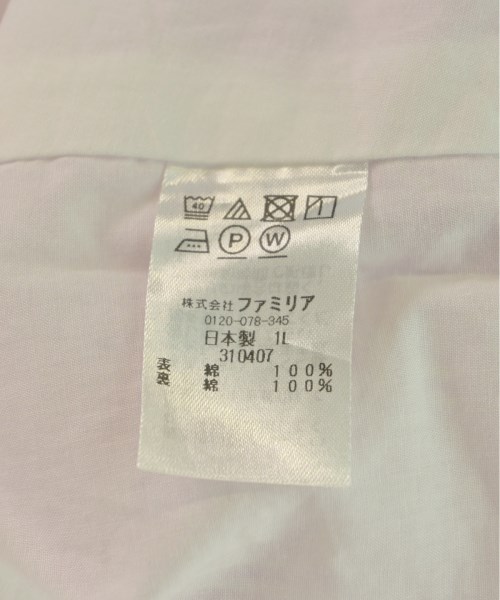 40
P W
株式会社 ファミリア
0120-078-345
日本製 1L
310407
表 綿 100%
裏 綿 100%